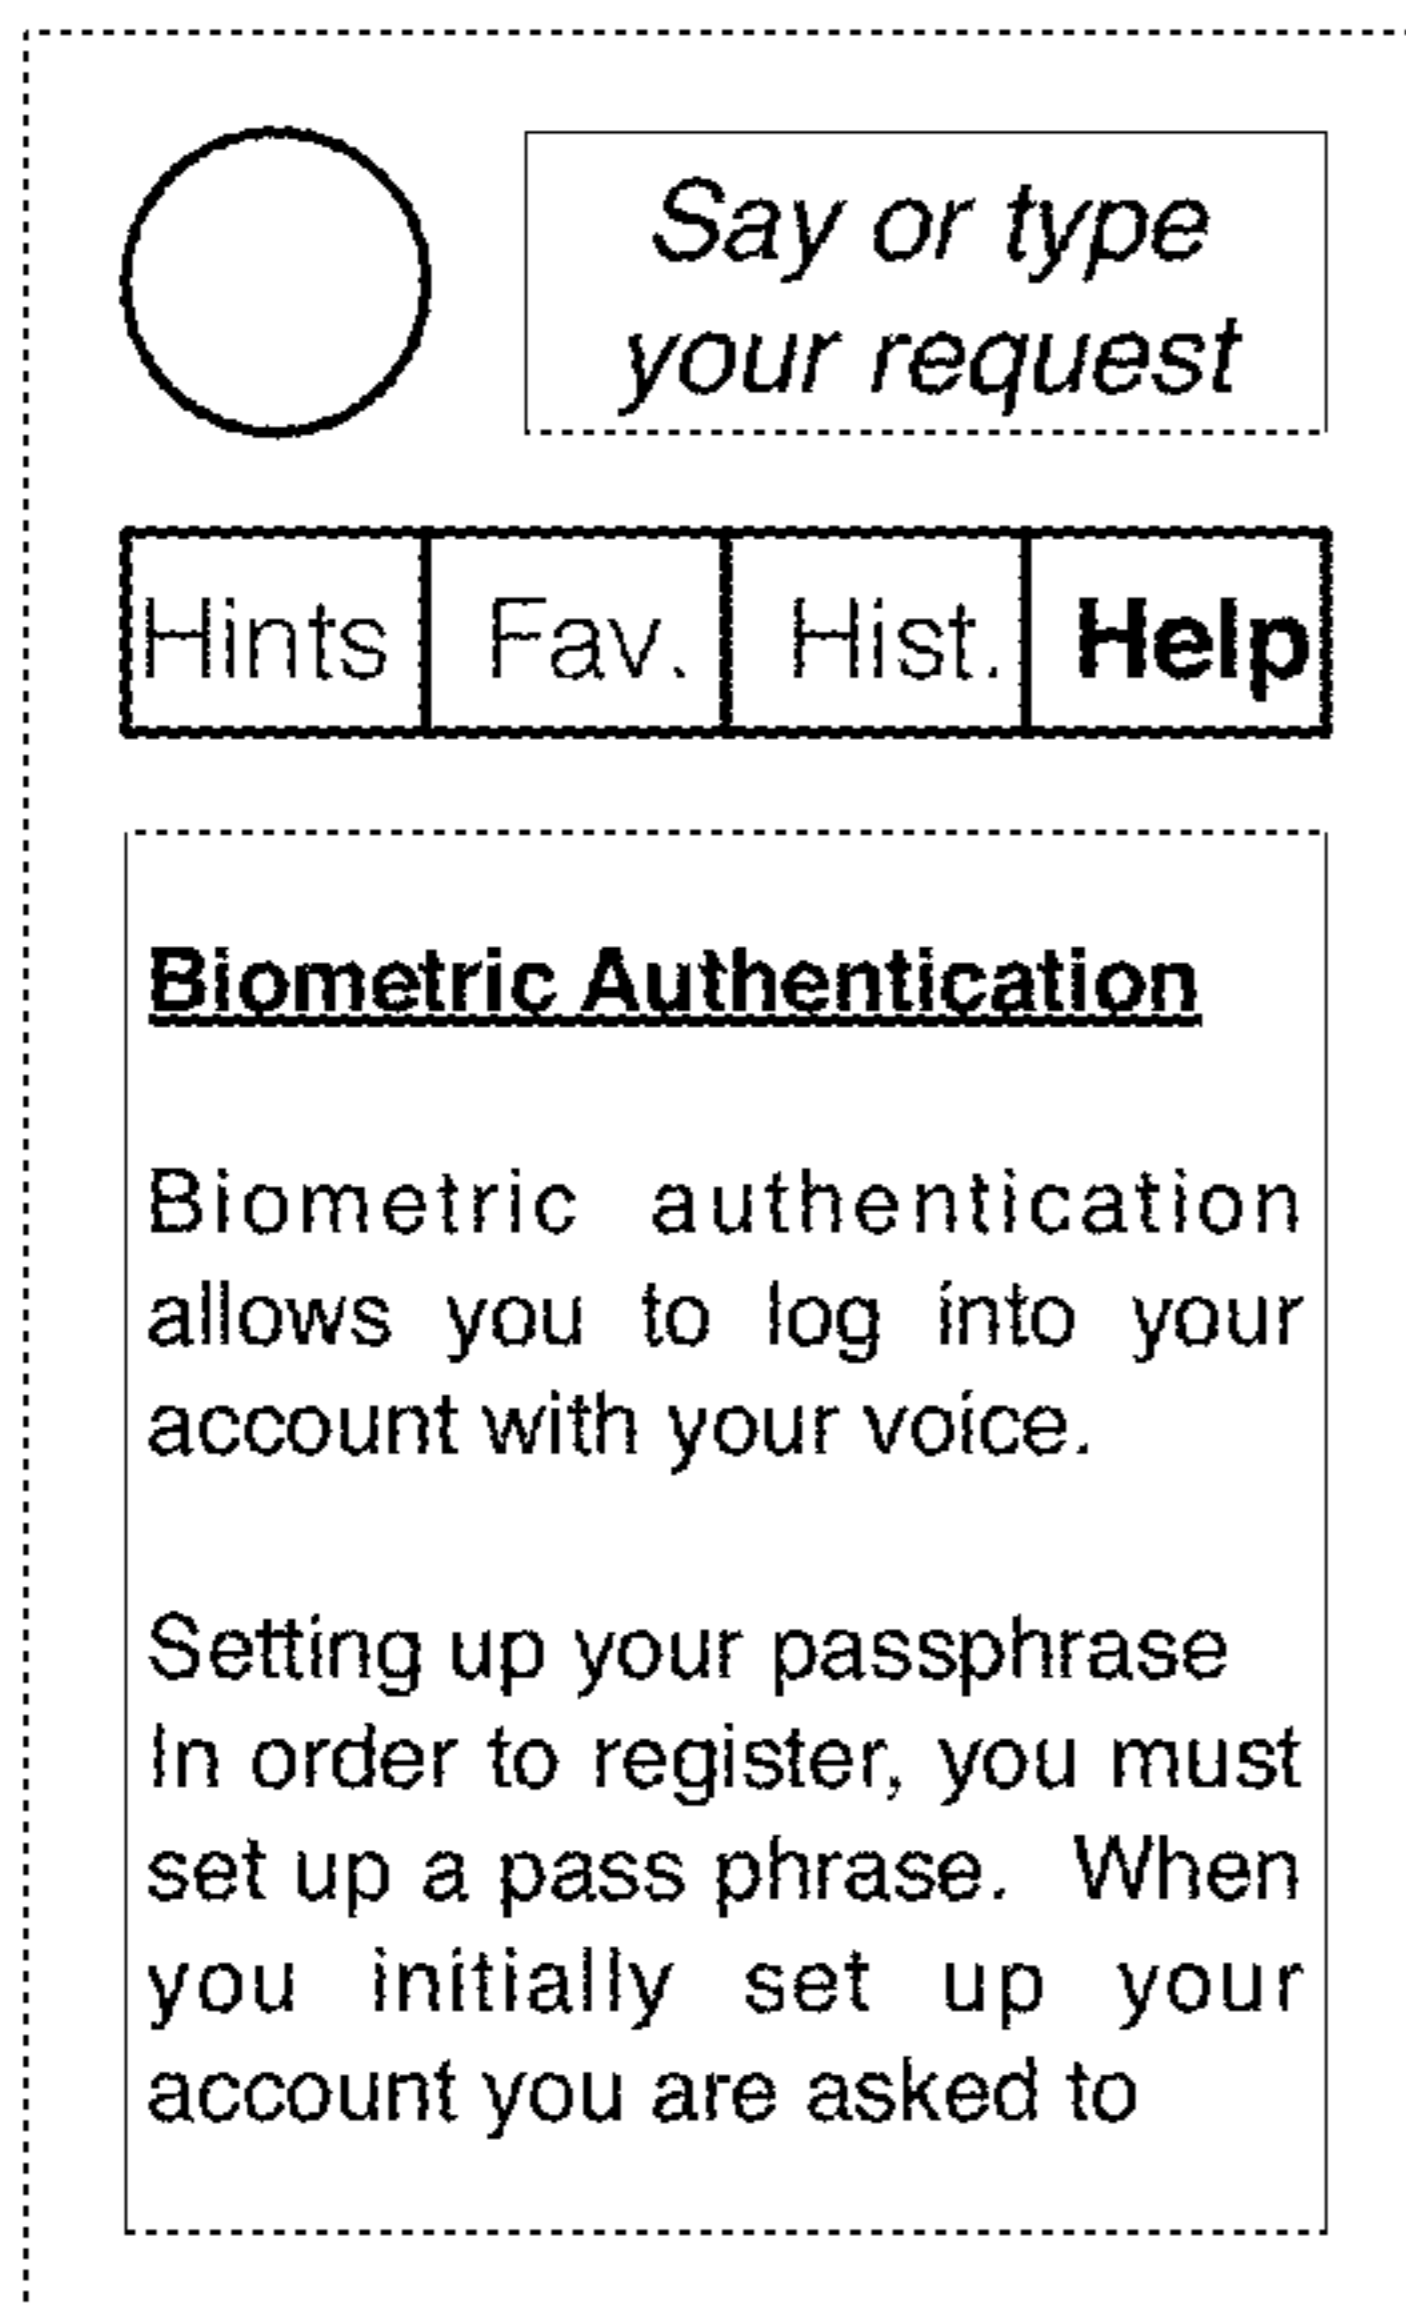 Say or type
your request
Hints Fav. Hist. Help
Biometric Authentication
Biometric authentication
allows you to log into your
account with your voice.
Setting up your passphrase
In order to register, you must
set up a pass phrase. When
you initially set up your
account you are asked to